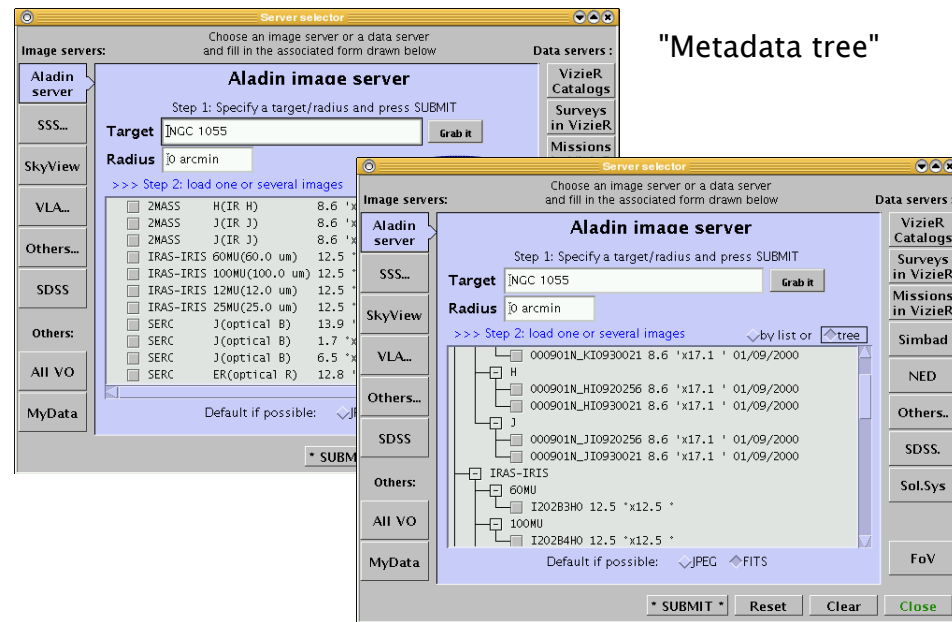 "Metadata tree"
Server selector
Choose an image server or a data server
and fill in the associated form drawn below
Image servers:
Data servers :
Aladin
server
SSS...
SkyView
VLA...
Others...
SDSS
Others:
All VO
MyData
Aladin image server
Step 1: Specify a target/radius and press SUBMIT
Target NGC 1055 Grab it
Radius 0 arcmin
>>> Step 2: load one or several images
2MASS H(IR H) 8.6 'x
2MASS J(IR J) 8.6 'x
2MASS J(IR J) 8.6 'x
IRAS-IRIS 60MU(60.0 um) 12.5 °
IRAS-IRIS 100MU(100.0 um) 12.5 °
IRAS-IRIS 12MU(12.0 um) 12.5 °
IRAS-IRIS 25MU(25.0 um) 12.5 °
SERC J(optical B) 13.9 '
SERC J(optical B) 1.7 °x
SERC J(optical B) 6.5 °x
SERC ER(optical R) 12.8 '
Default if possible:
* SUBM
VizieR
Catalogs
Surveys
in VizieR
Missions
Server selector
Choose an image server or a data server
and fill in the associated form drawn below
Image servers:
Data servers :
Aladin
server
SSS...
SkyView
VLA...
Others...
SDSS
Others:
All VO
MyData
Aladin image server
Step 1: Specify a target/radius and press SUBMIT
Target NGC 1055 Grab it
Radius 0 arcmin
>>> Step 2: load one or several images by list or tree
000901N_KI0930021 8.6 'x17.1 ' 01/09/2000
H
000901N_HI0920256 8.6 'x17.1 ' 01/09/2000
000901N_HI0930021 8.6 'x17.1 ' 01/09/2000
J
000901N_JI0920256 8.6 'x17.1 ' 01/09/2000
000901N_JI0930021 8.6 'x17.1 ' 01/09/2000
IRAS-IRIS
60MU
I202B3H0 12.5 °x12.5 °
100MU
I202B4H0 12.5 °x12.5 °
Default if possible: JPEG FITS
VizieR
Catalogs
Surveys
in VizieR
Missions
in VizieR
Simbad
NED
Others..
SDSS.
Sol.Sys
FoV
* SUBMIT * Reset Clear Close